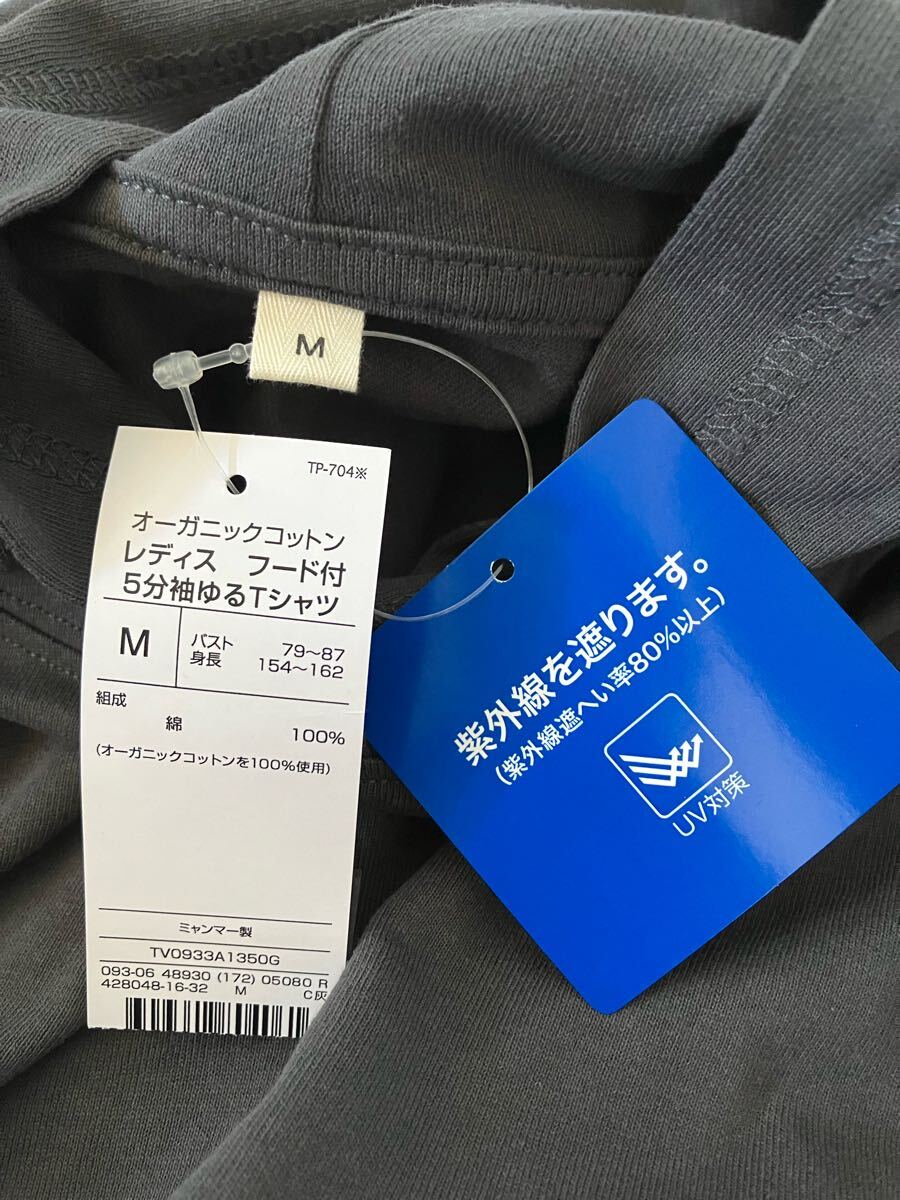 M
TP-704※
オーガニックコットン
レディス　フード付
5分袖ゆるTシャツ
M
バスト 79〜87
身長 154〜162
組成
綿 100%
(オーガニックコットンを100%使用)
ミャンマー製
TV0933A1350G
093-06 48930 (172) 05080 R
428048-16-32 M C灰
紫外線を遮ります。
(紫外線遮へい率80%以上)
UV対策